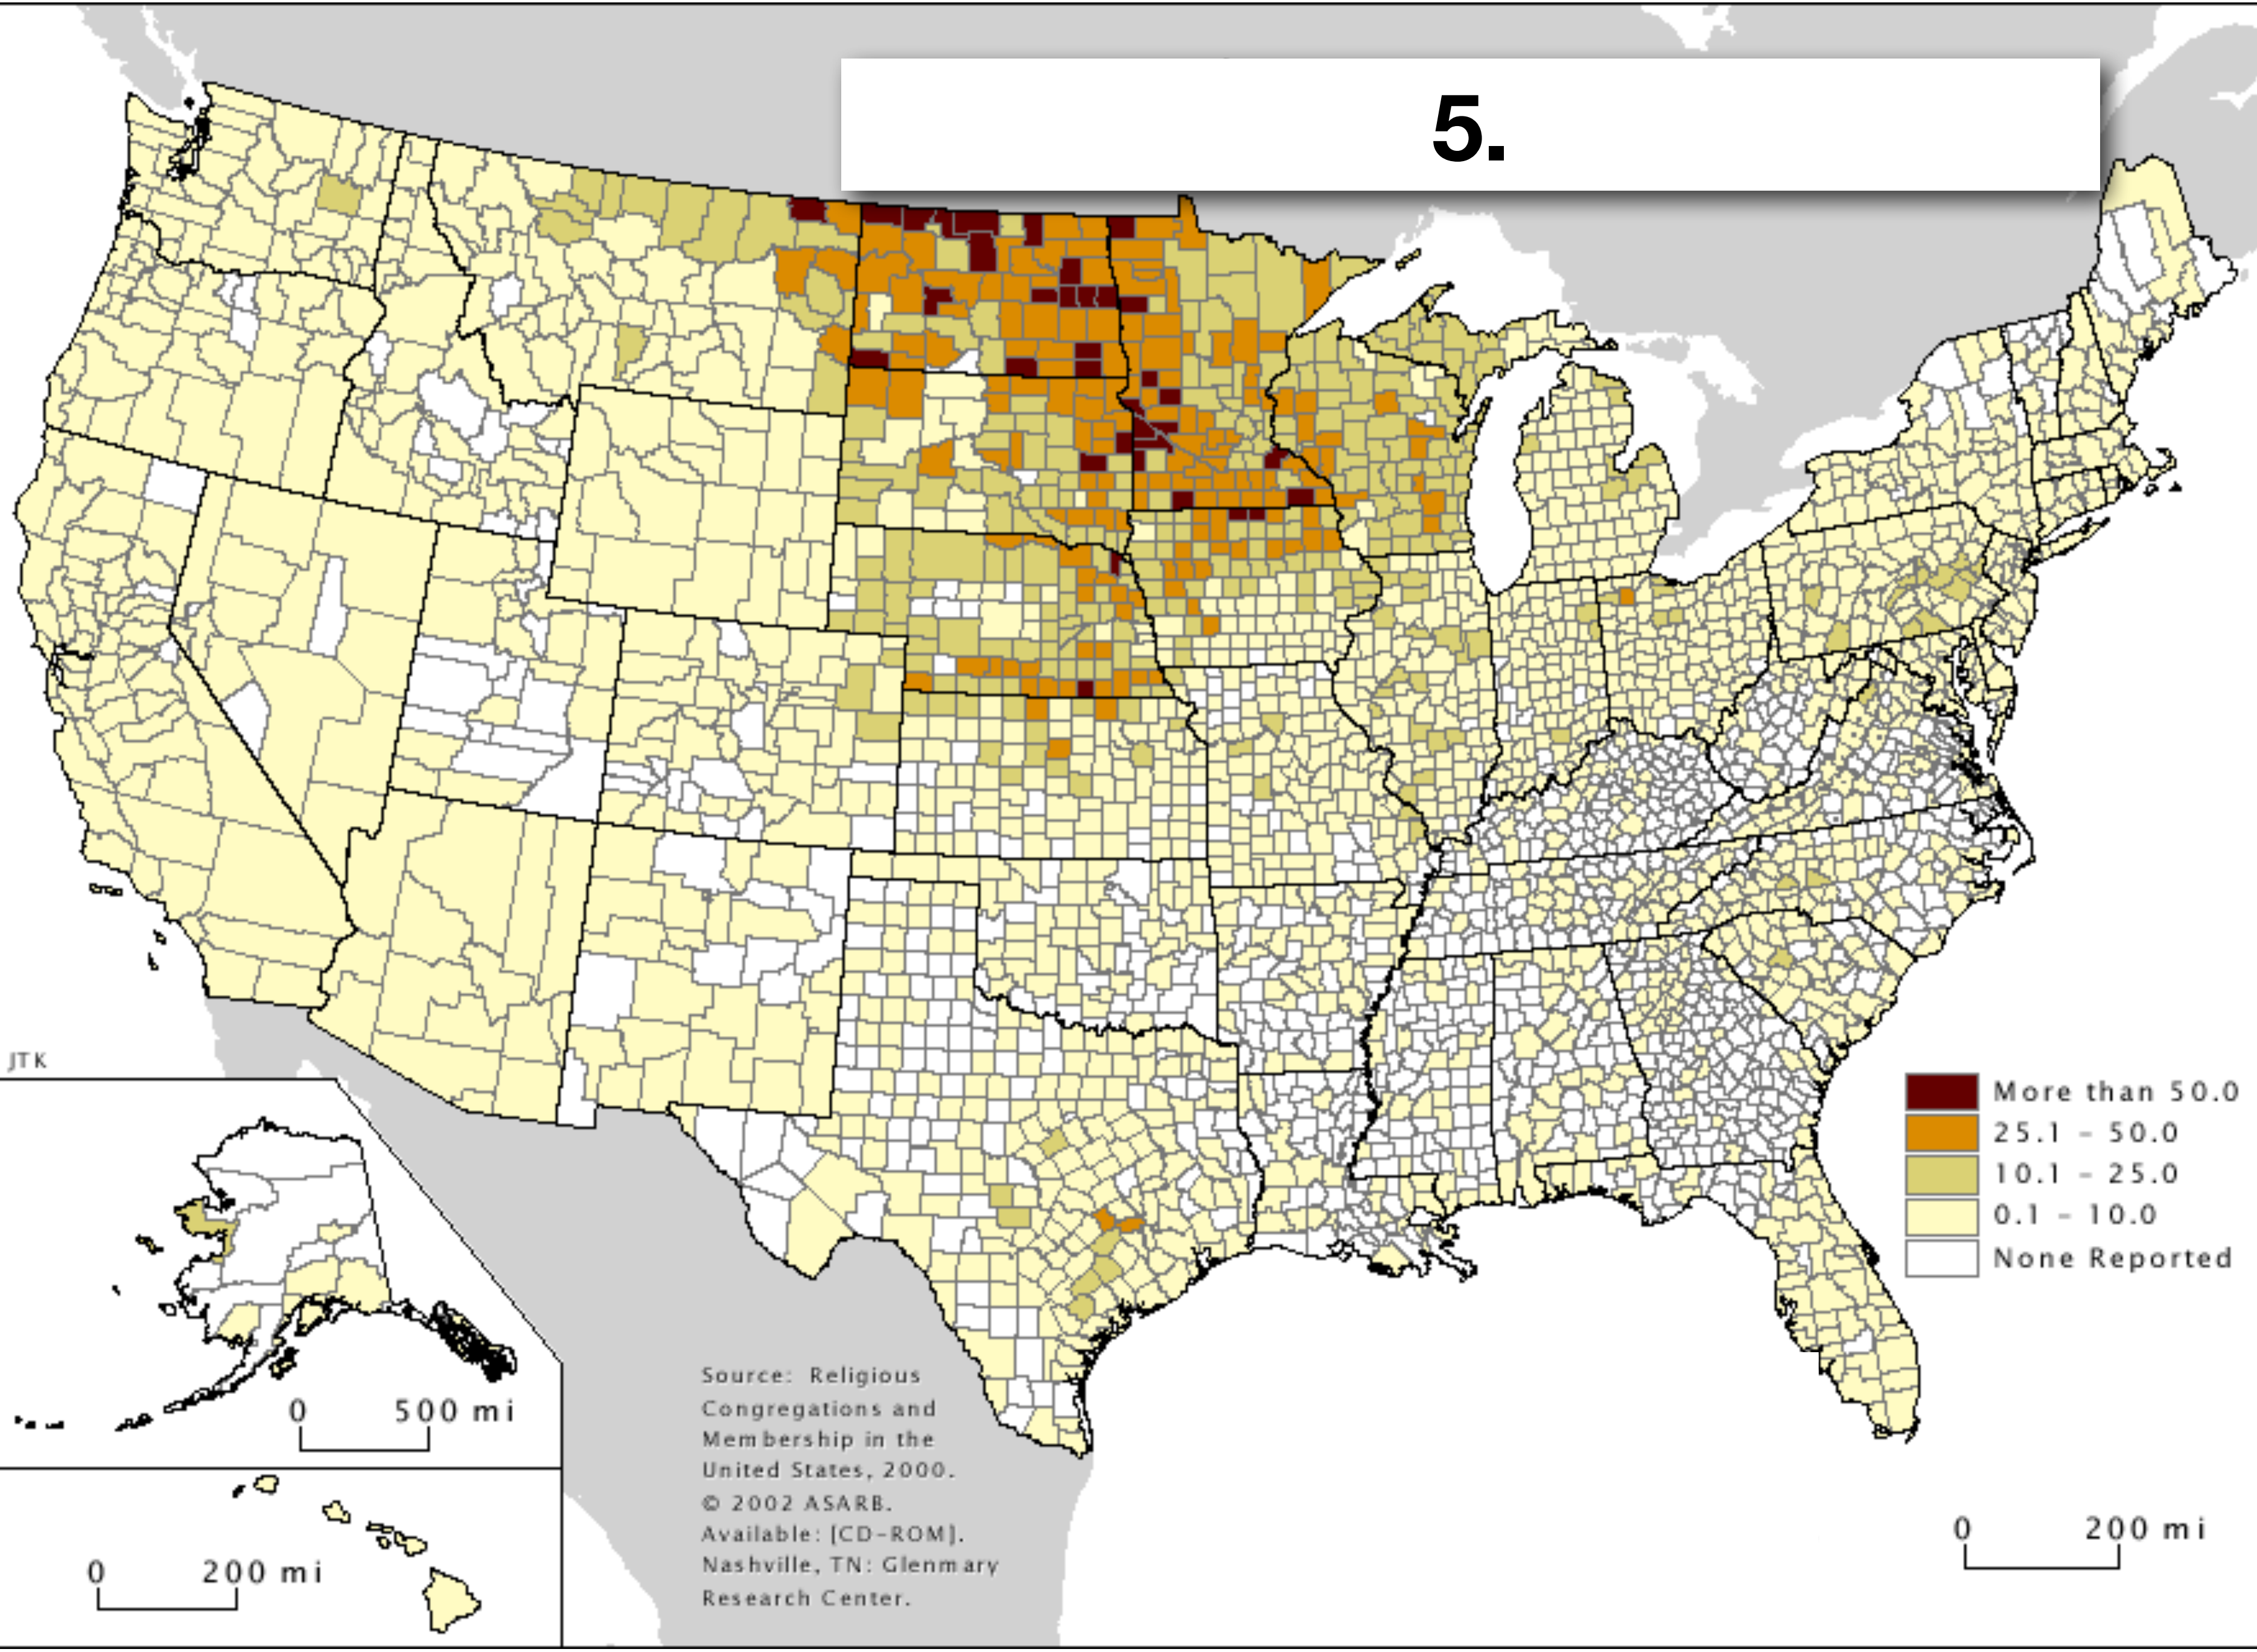 5.
JTK
More than 50.0
25.1 – 50.0
10.1 – 25.0
0.1 – 10.0
None Reported
Source: Religious
Congregations and
Membership in the
United States, 2000.
© 2002 ASARB.
Available: [CD-ROM].
Nashville, TN: Glenmary
Research Center.
0 500 mi
0 200 mi
0 200 mi